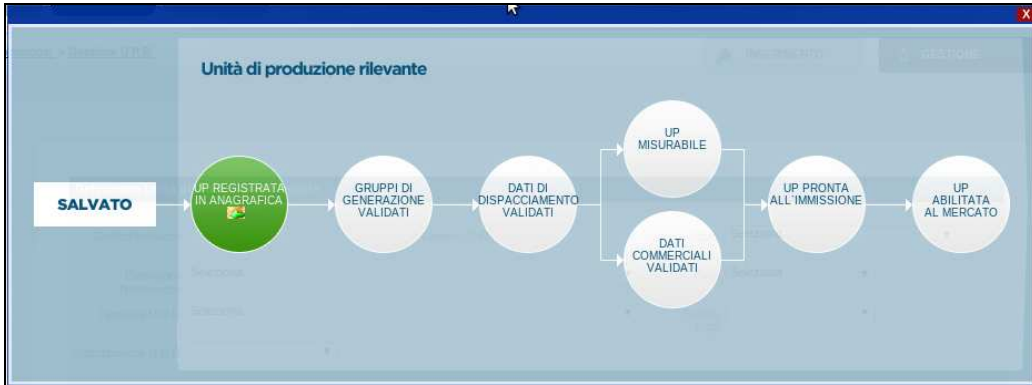 X
Unità di produzione rilevante
SALVATO
UP REGISTRATA
IN ANAGRAFICA
GRUPPI DI
GENERAZIONE
VALIDATI
DATI DI
DISPACCIAMENTO
VALIDATI
UP
MISURABILE
DATI
COMMERCIALI
VALIDATI
UP PRONTA
ALL'IMMISSIONE
UP
ABILITATA
AL MERCATO